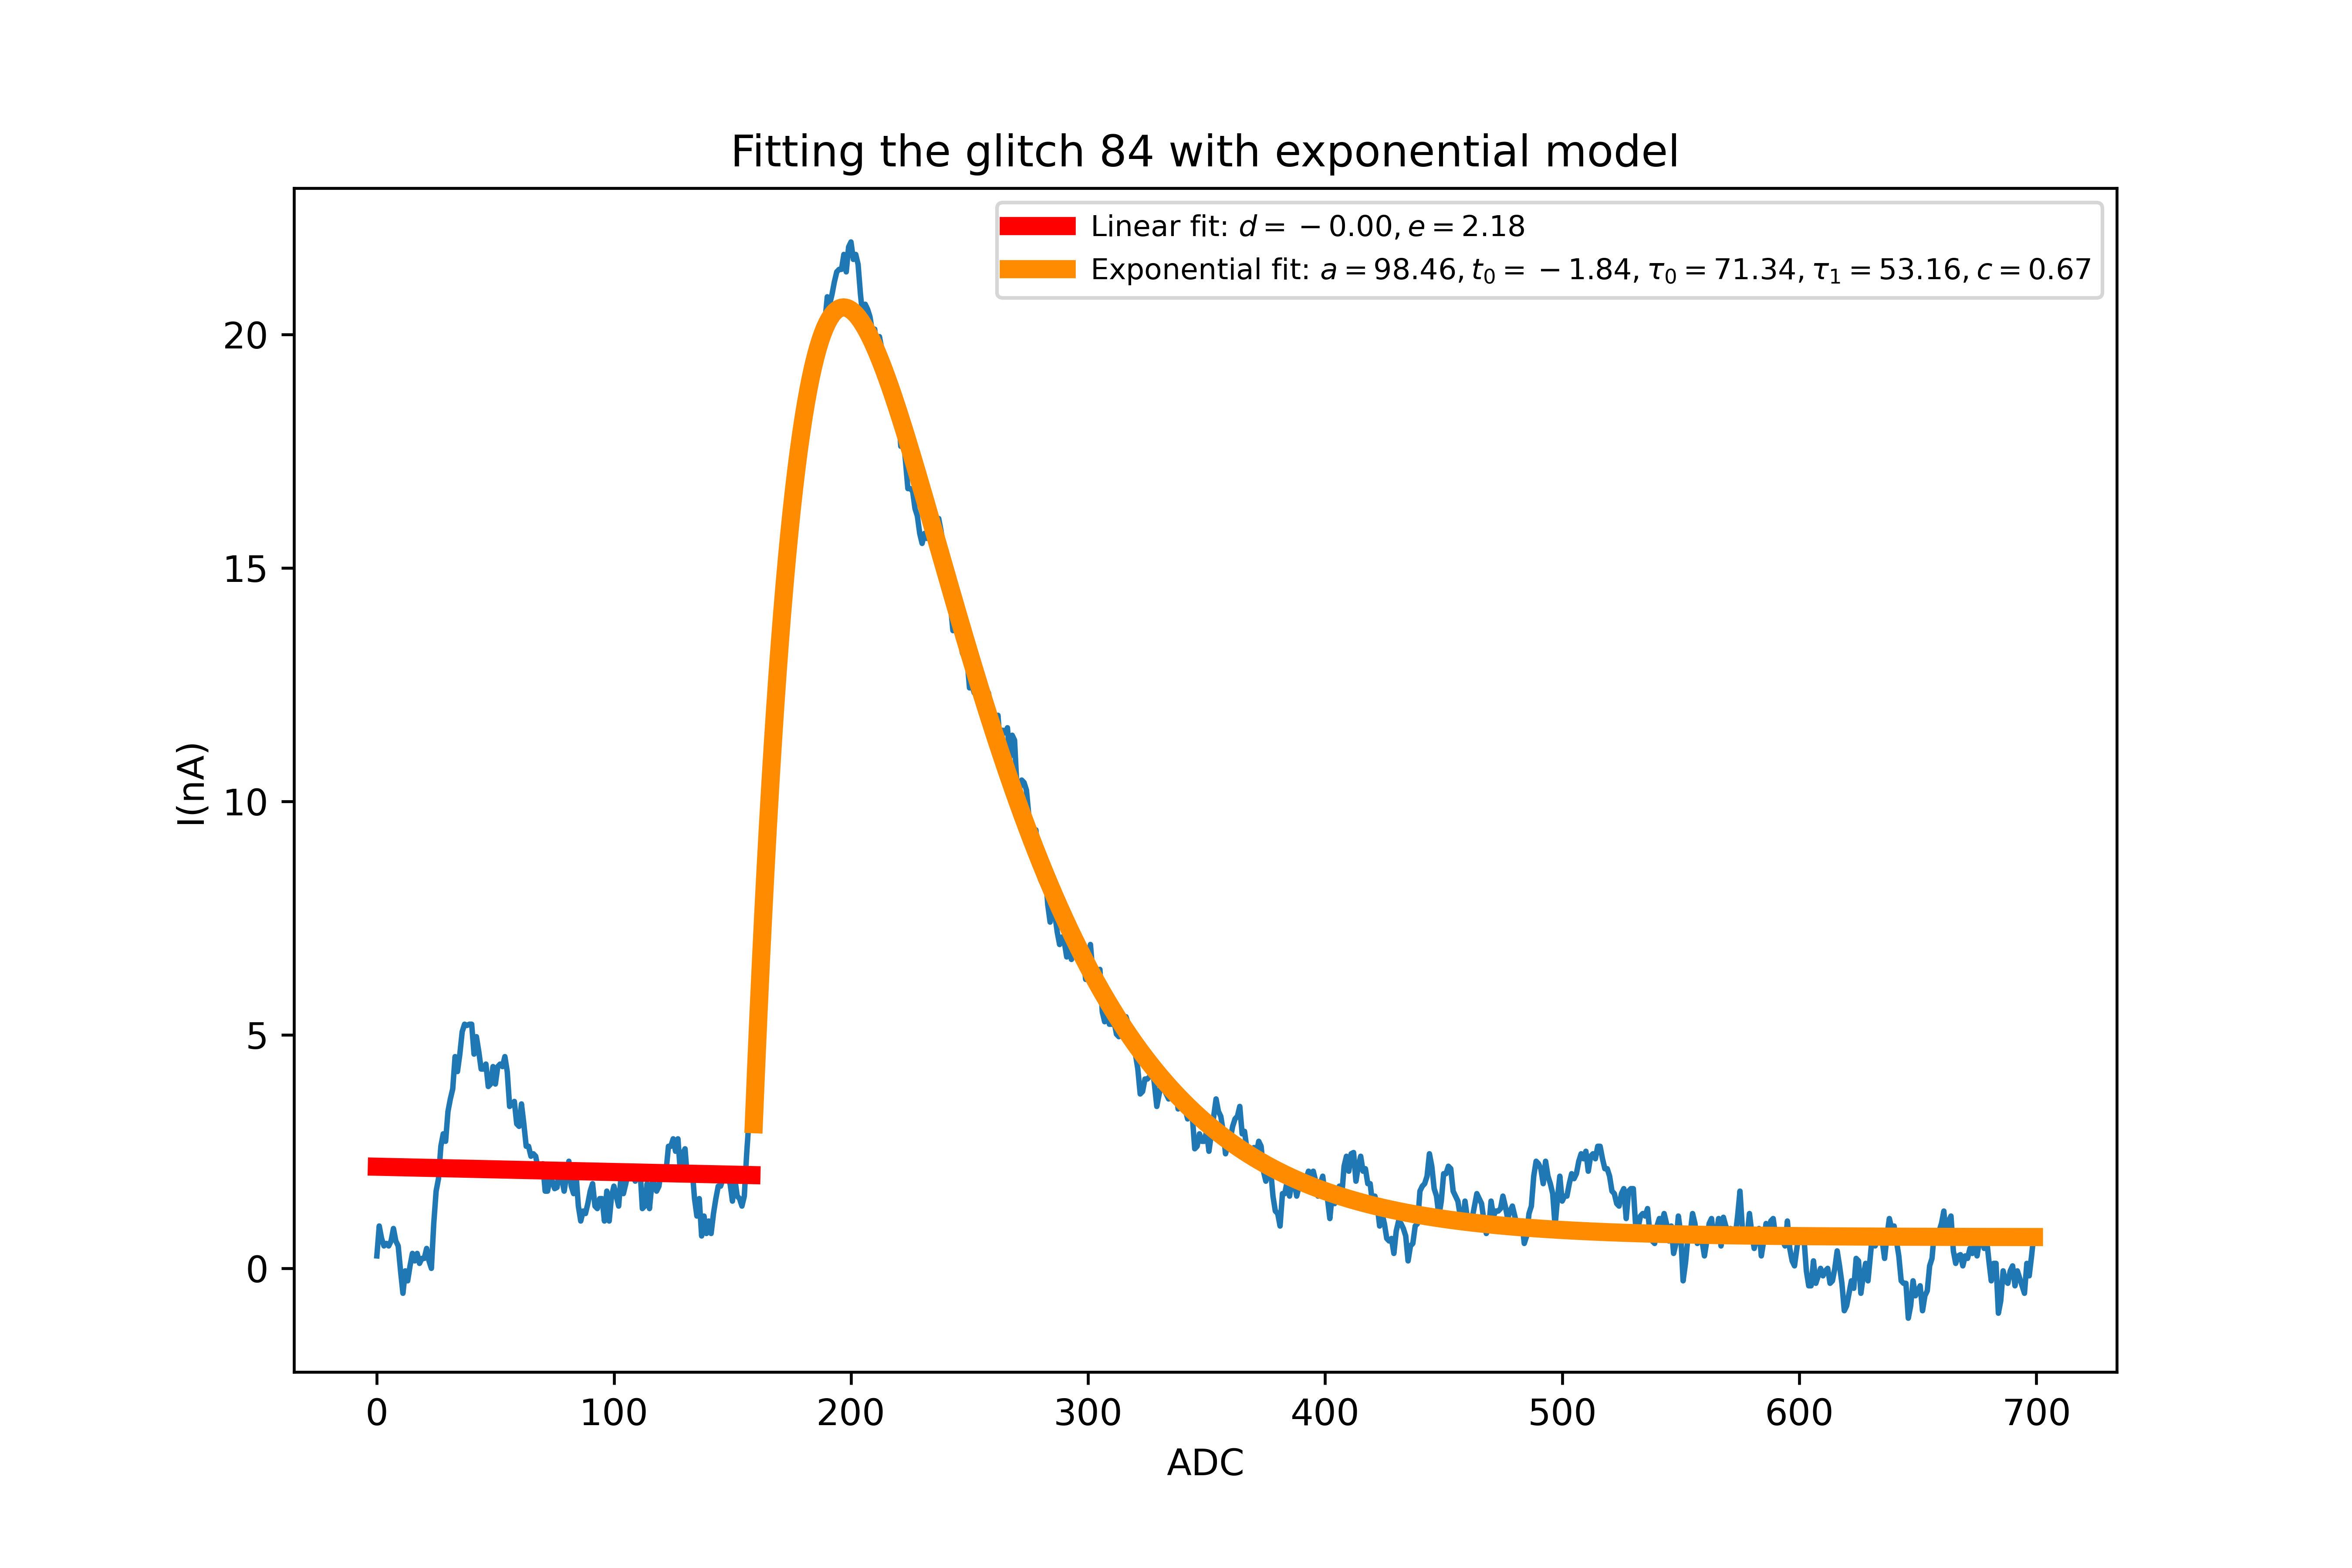 Fitting the glitch 84 with exponential model
Linear fit: d = −0.00, e = 2.18
Exponential fit: a = 98.46, t₀ = −1.84, τ₀ = 71.34, τ₁ = 53.16, c = 0.67
I(nA)
20
15
10
5
0
0 100 200 300 400 500 600 700
ADC